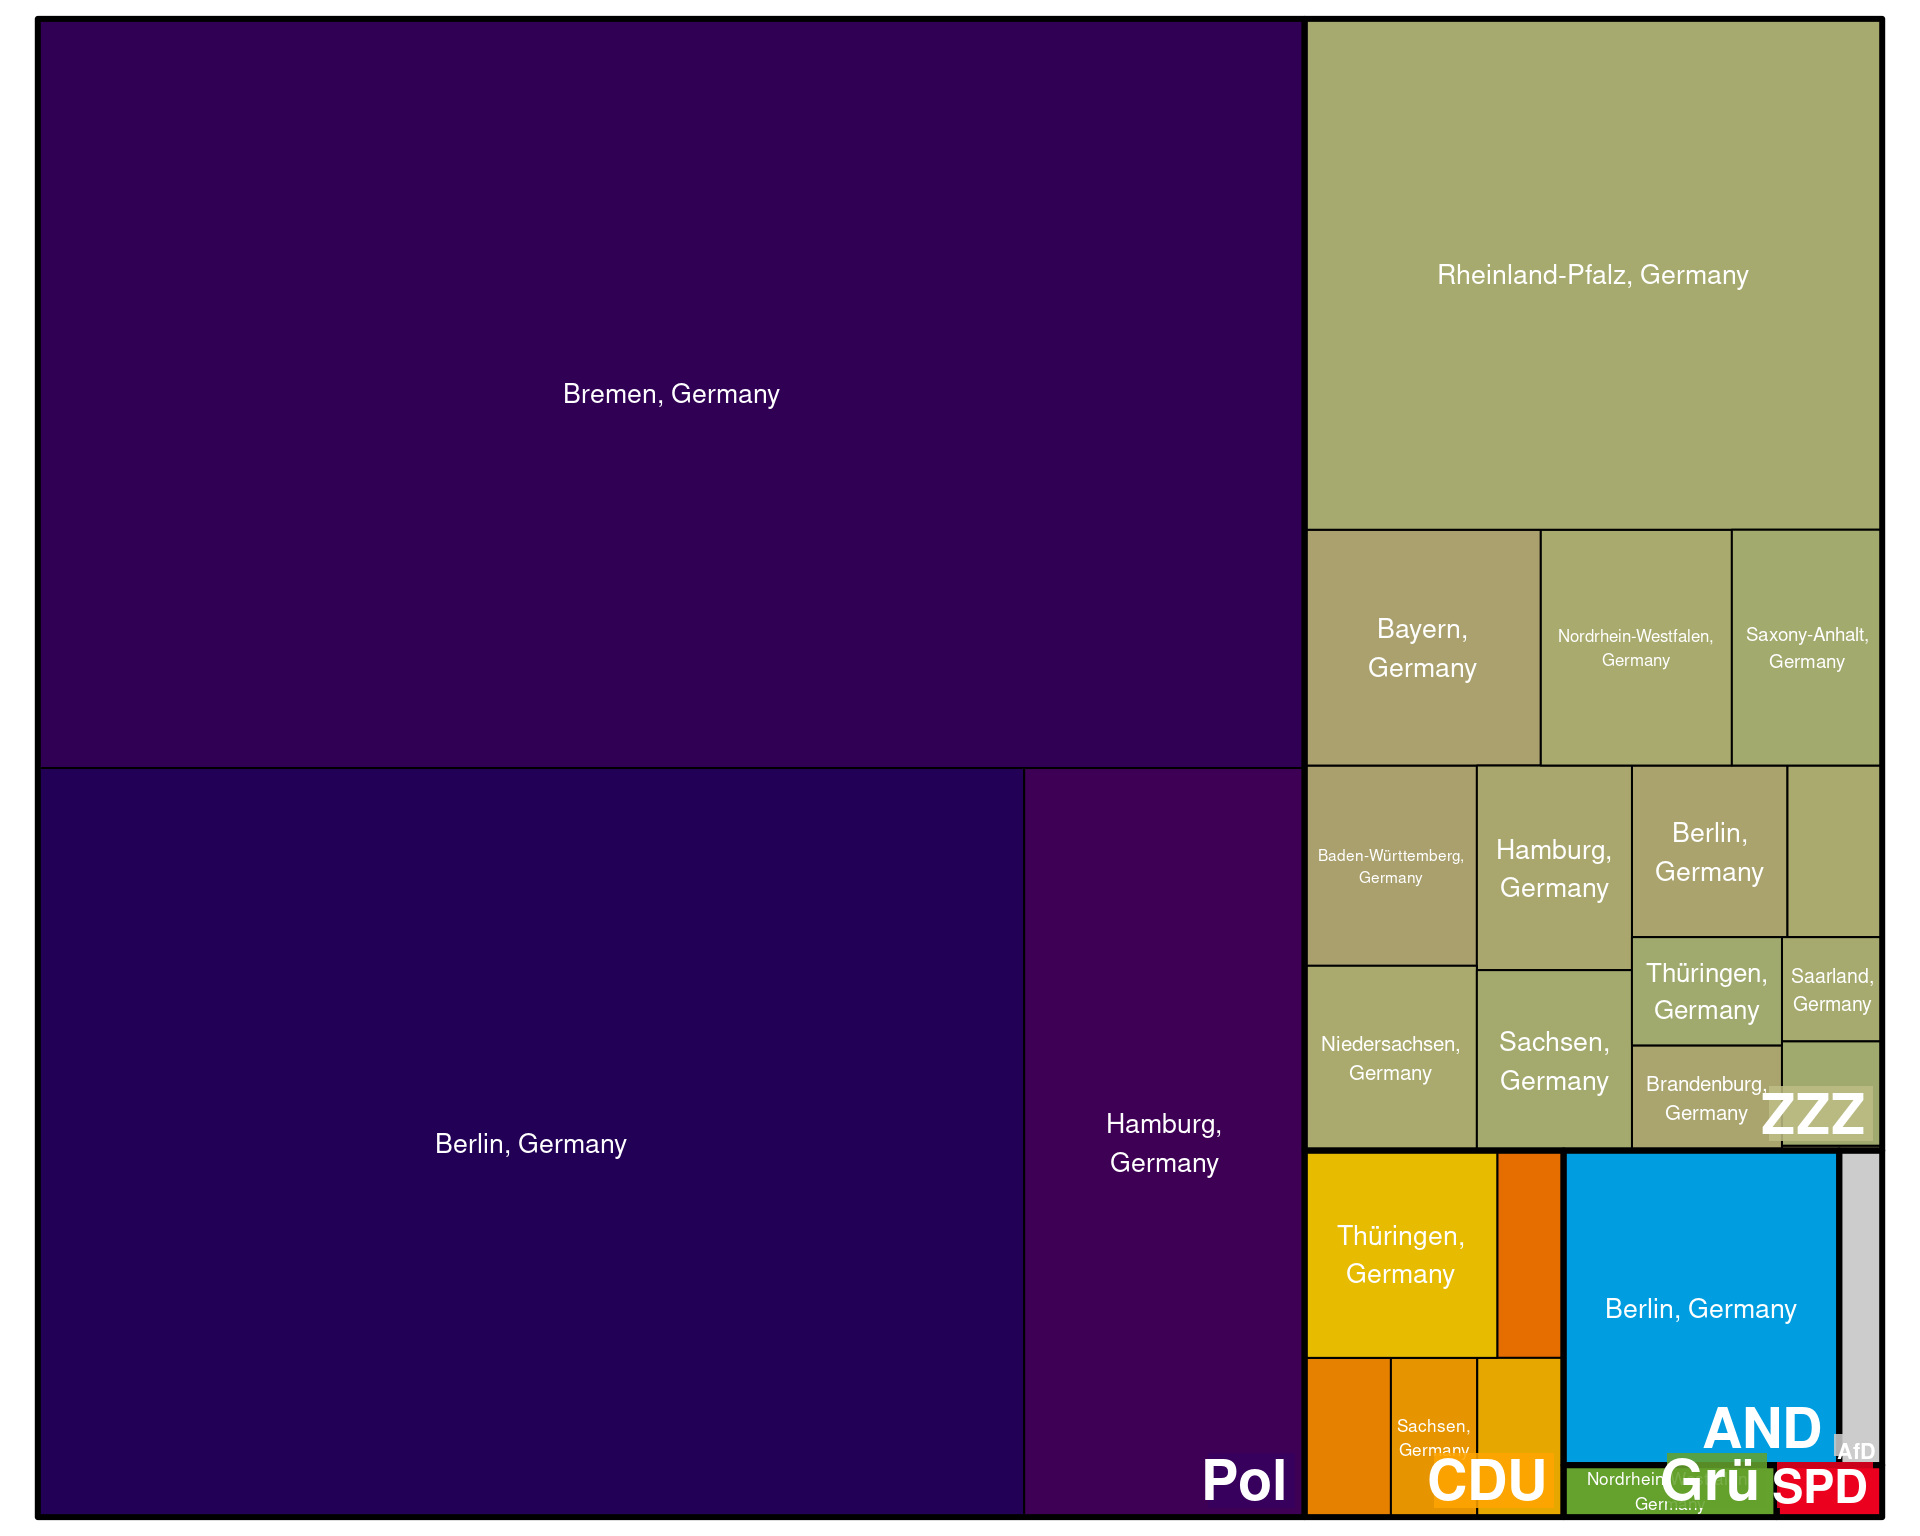 Bremen, Germany
Berlin, Germany
Hamburg,
Germany
Pol
Rheinland-Pfalz, Germany
Bayern,
Germany
Nordrhein-Westfalen,
Germany
Saxony-Anhalt,
Germany
Baden-Württemberg,
Germany
Hamburg,
Germany
Berlin,
Germany
Niedersachsen,
Germany
Sachsen,
Germany
Thüringen,
Germany
Saarland,
Germany
Brandenburg,
Germany
ZZZ
Thüringen,
Germany
Sachsen,
Germany
CDU
Berlin, Germany
AND
AfD
Germany
Grü
SPD